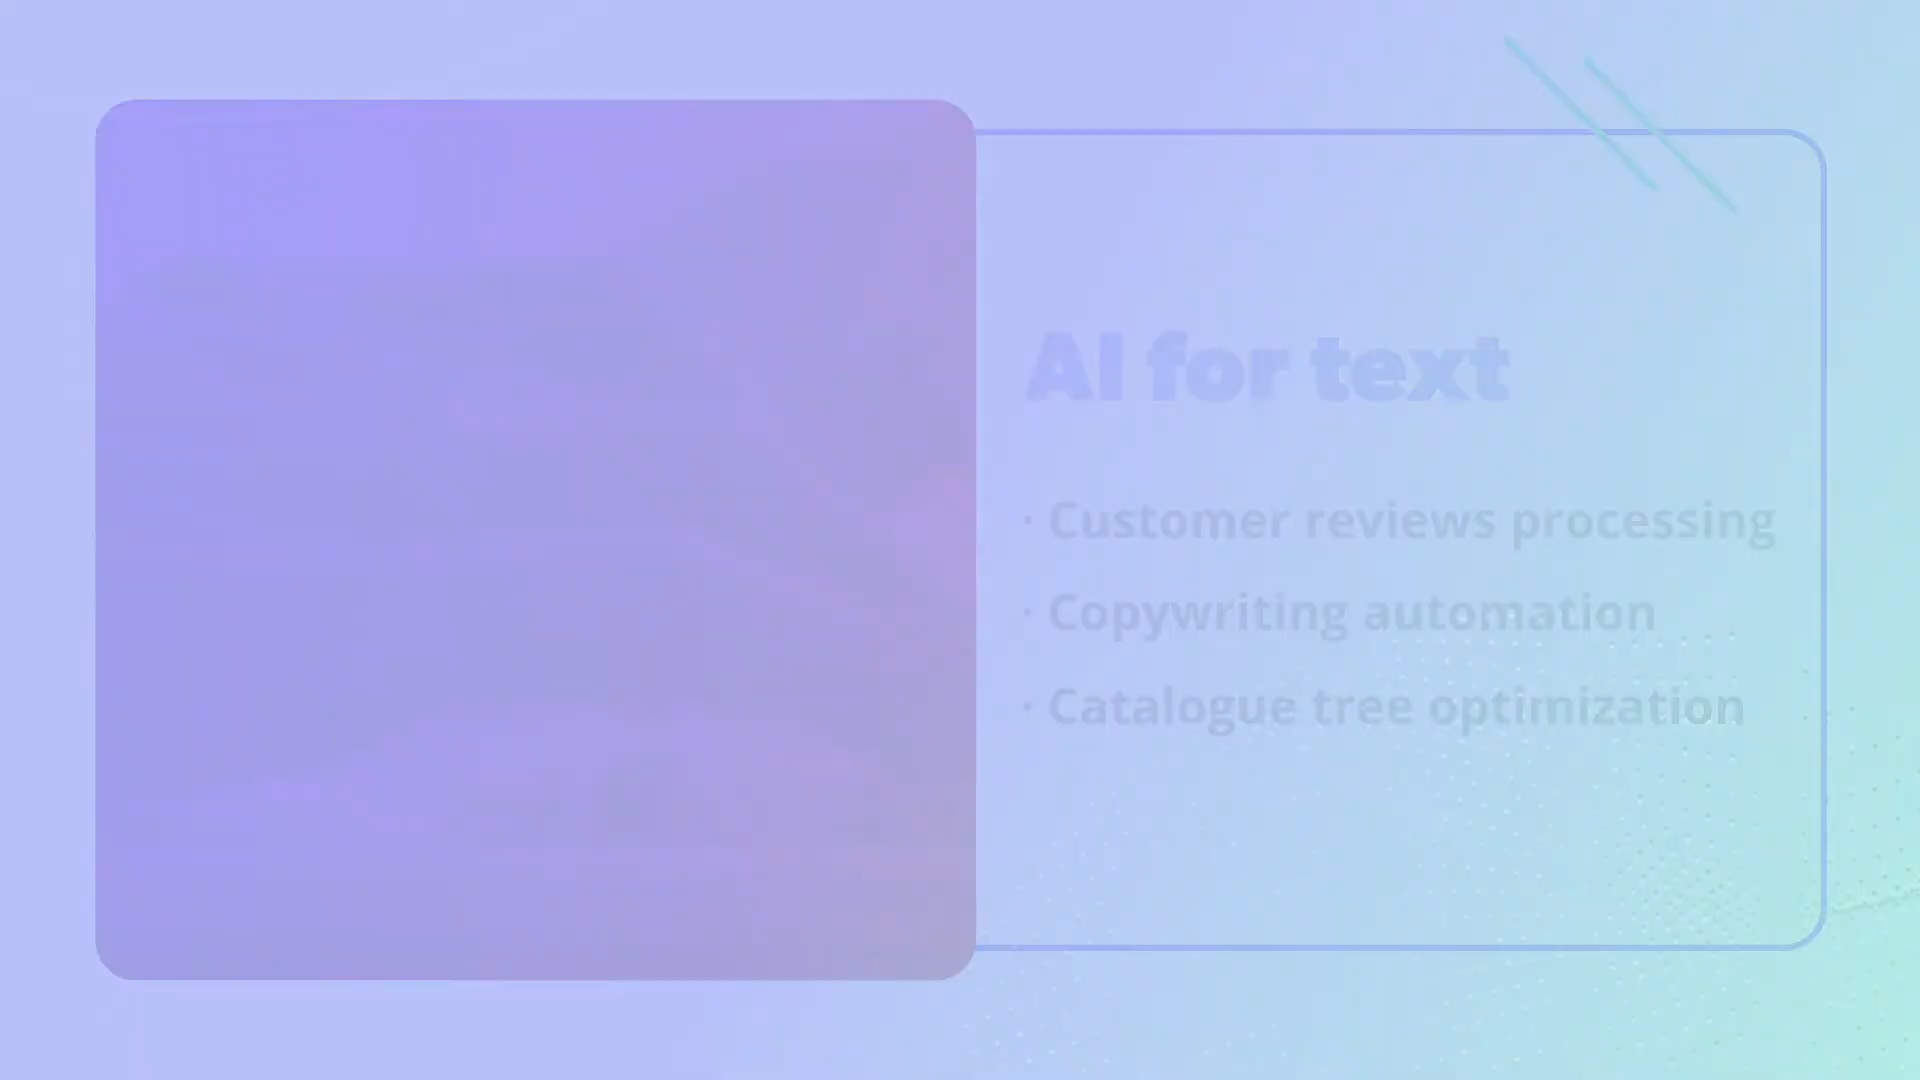 AI for text
· Customer reviews processing
· Copywriting automation
· Catalogue tree optimization